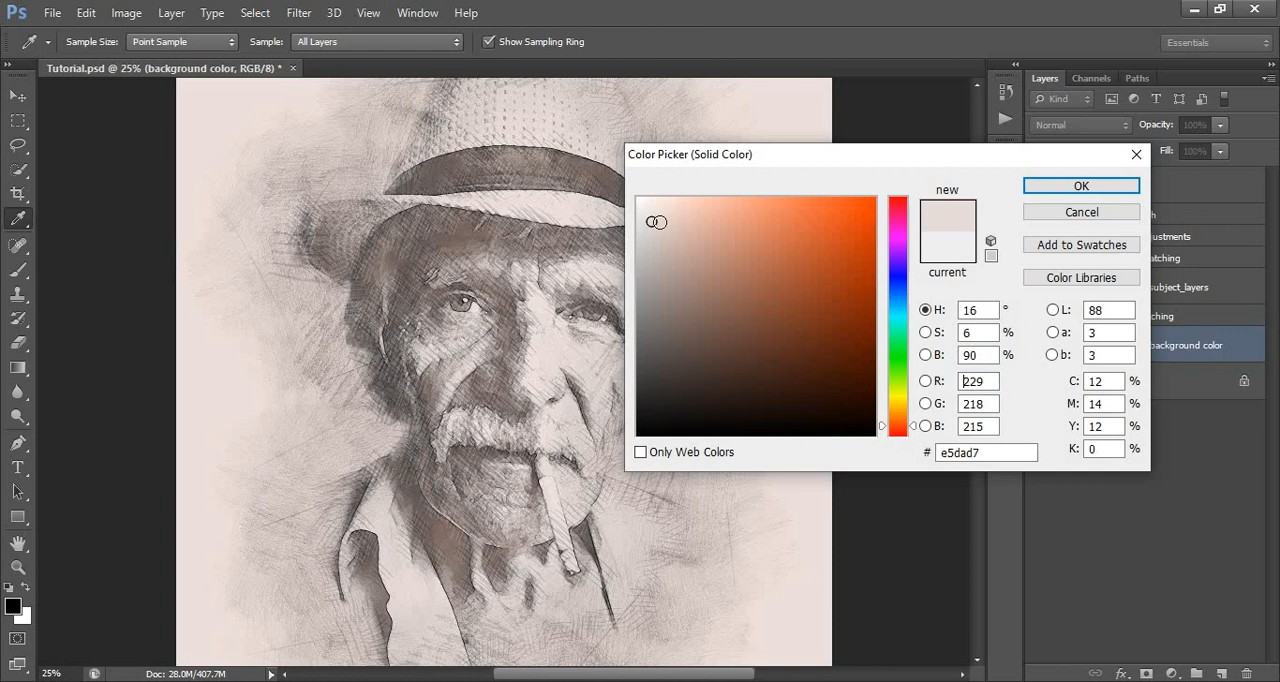 Ps File Edit Image Layer Type Select Filter 3D View Window Help
Sample Size: Point Sample Sample: All Layers Show Sampling Ring Essentials
Tutorial.psd @ 25% (background color, RGB/8) * ×
Layers Channels Paths
Kind
Normal Opacity: 100%
Fill: 100%
Color Picker (Solid Color)
new
OK
Cancel
Add to Swatches
current
Color Libraries
H: 16 ° L: 88
S: 6 % a: 3
B: 90 % b: 3
R: 229 C: 12 %
G: 218 M: 14 %
B: 215 Y: 12 %
K: 0 %
Only Web Colors # e5dad7
subject_layers
background color
25% Doc: 28.0M/407.7M